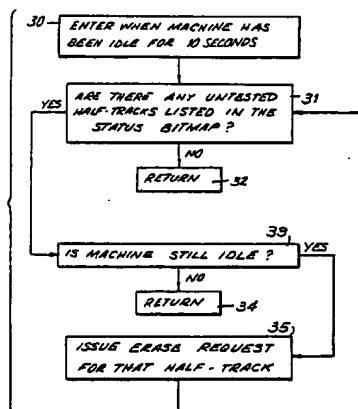 30
ENTER WHEN MACHINE HAS
BEEN IDLE FOR 10 SECONDS
31
YES
ARE THERE ANY UNTESTED
HALF-TRACKS LISTED IN THE
STATUS BITMAP?
NO
RETURN
32
33
IS MACHINE STILL IDLE?
YES
NO
RETURN
34
35
ISSUE ERASE REQUEST
FOR THAT HALF-TRACK